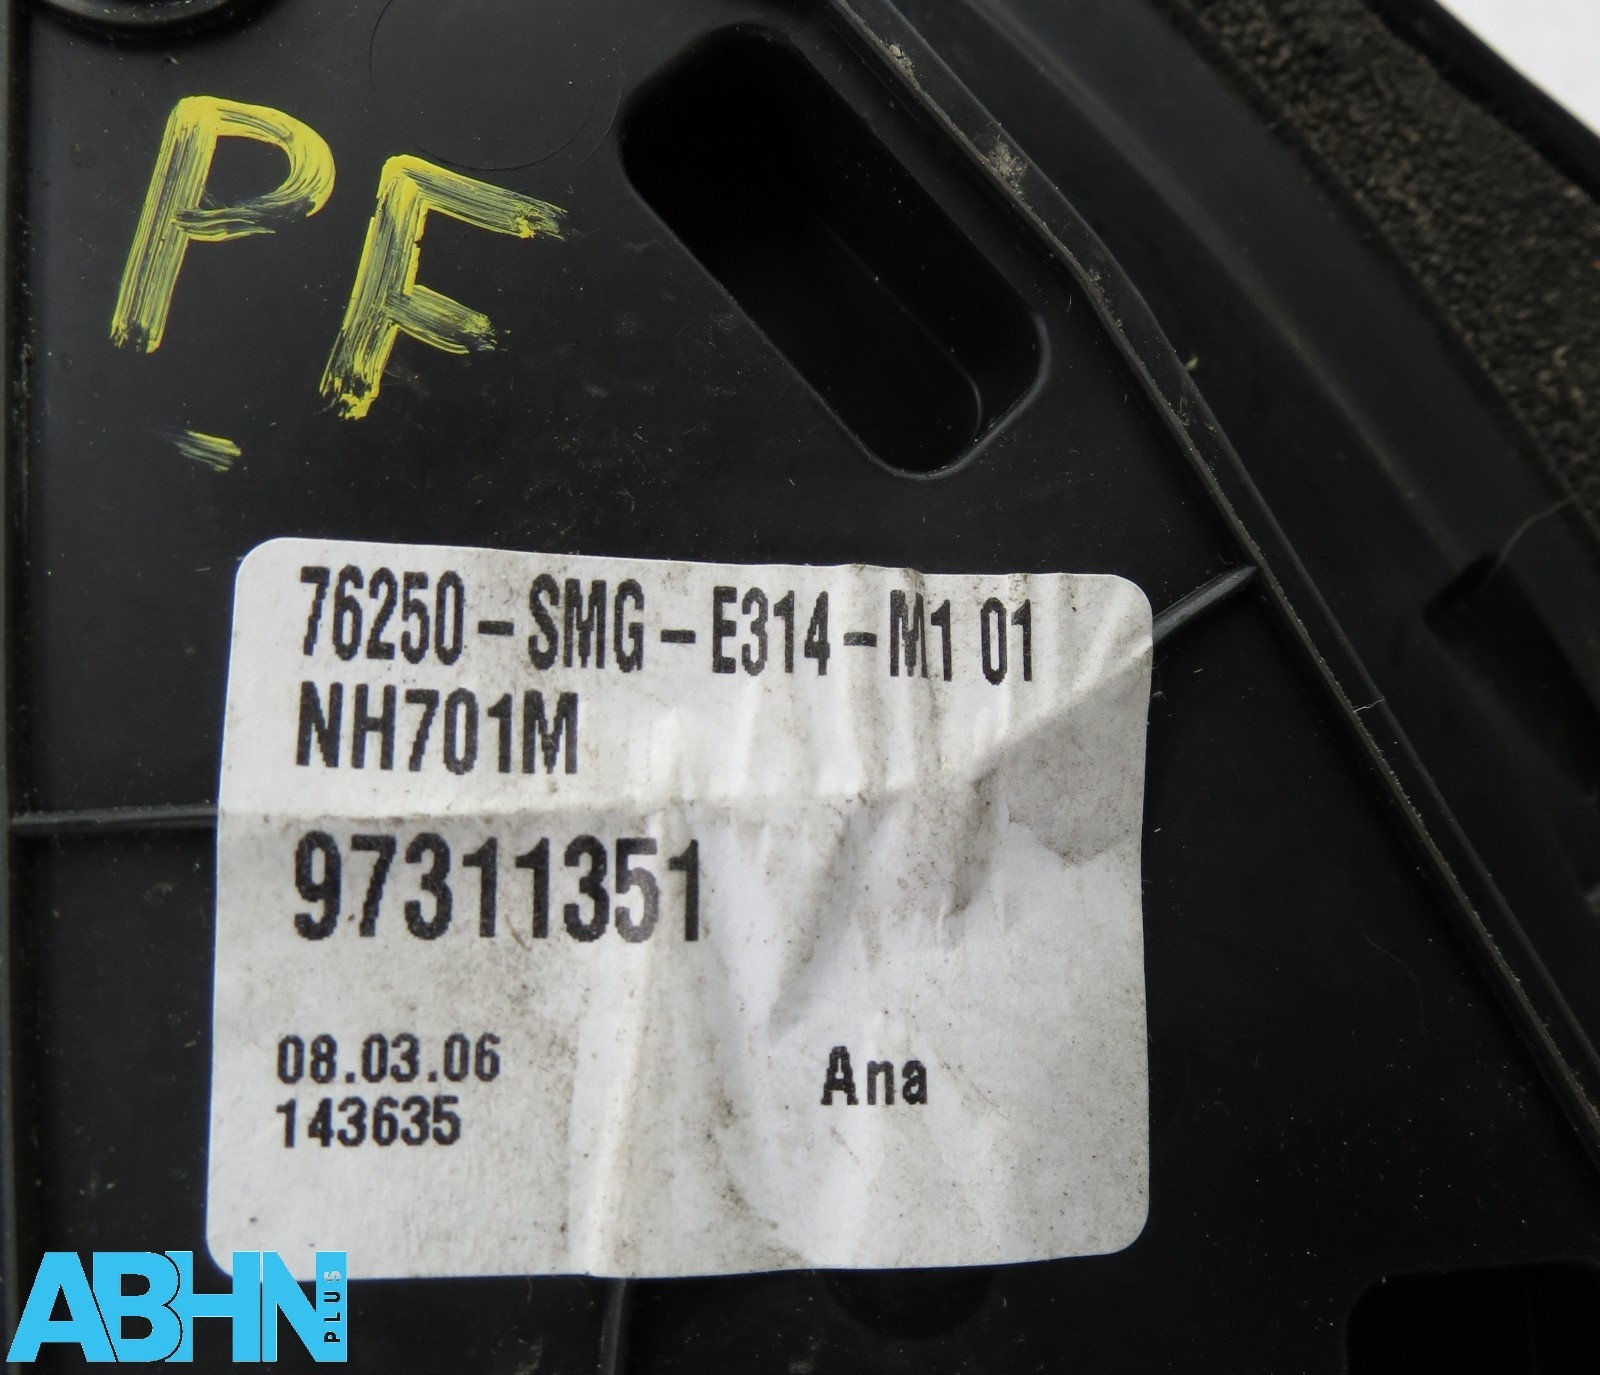 PF
76250-SMG-E314-M1 01
NH701M
97311351
08.03.06
143635
Ana
ABHN
PLUS